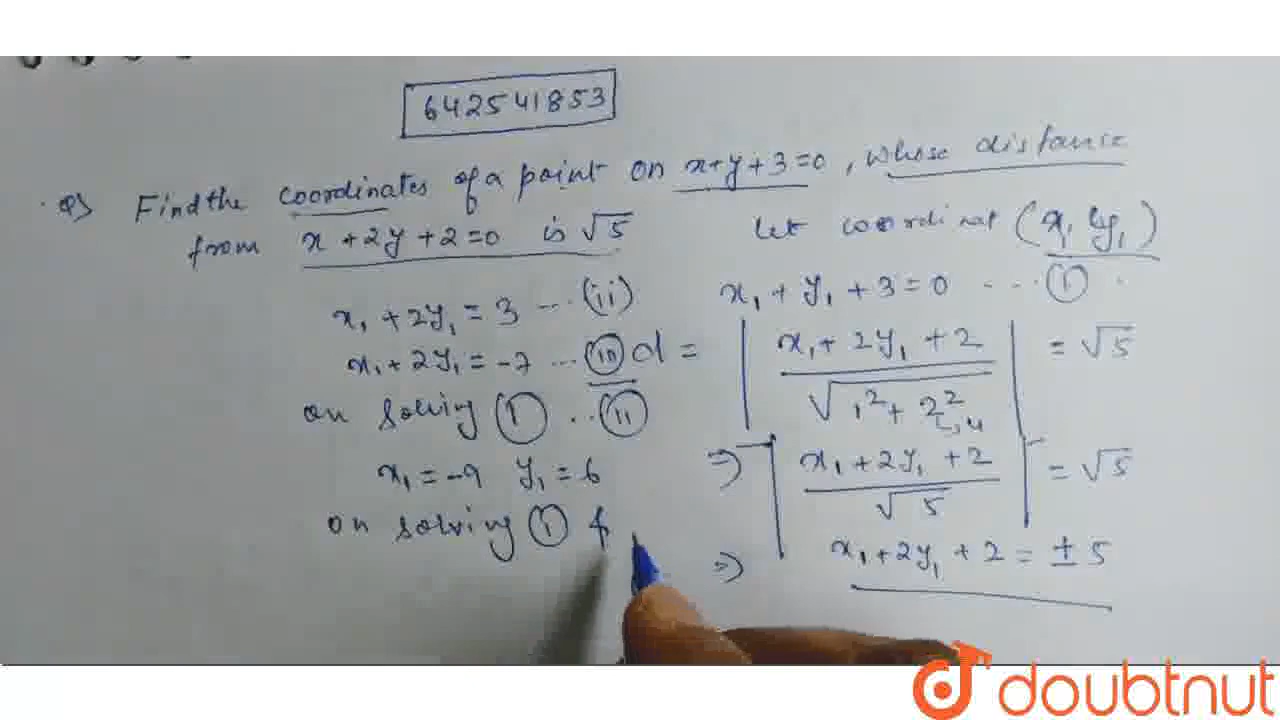 642541853
Q) Find the coordinates of a point on x+y+3=0, whose distance
from x+2y+2=0 is √5
let coordinat (x₁, y₁)
x₁+y₁+3=0 ---- (i)
d = |x₁+2y₁+2 / √1²+2²| = √5
⇒ |x₁+2y₁+2 / √5| = √5
⇒ x₁+2y₁+2 = ±5
x₁+2y₁=3 ---(ii)
x₁+2y₁=-7 ---(iii)
on solving (i) ..(ii)
x₁=-9 y₁=6
on solving (i) &
doubtnut